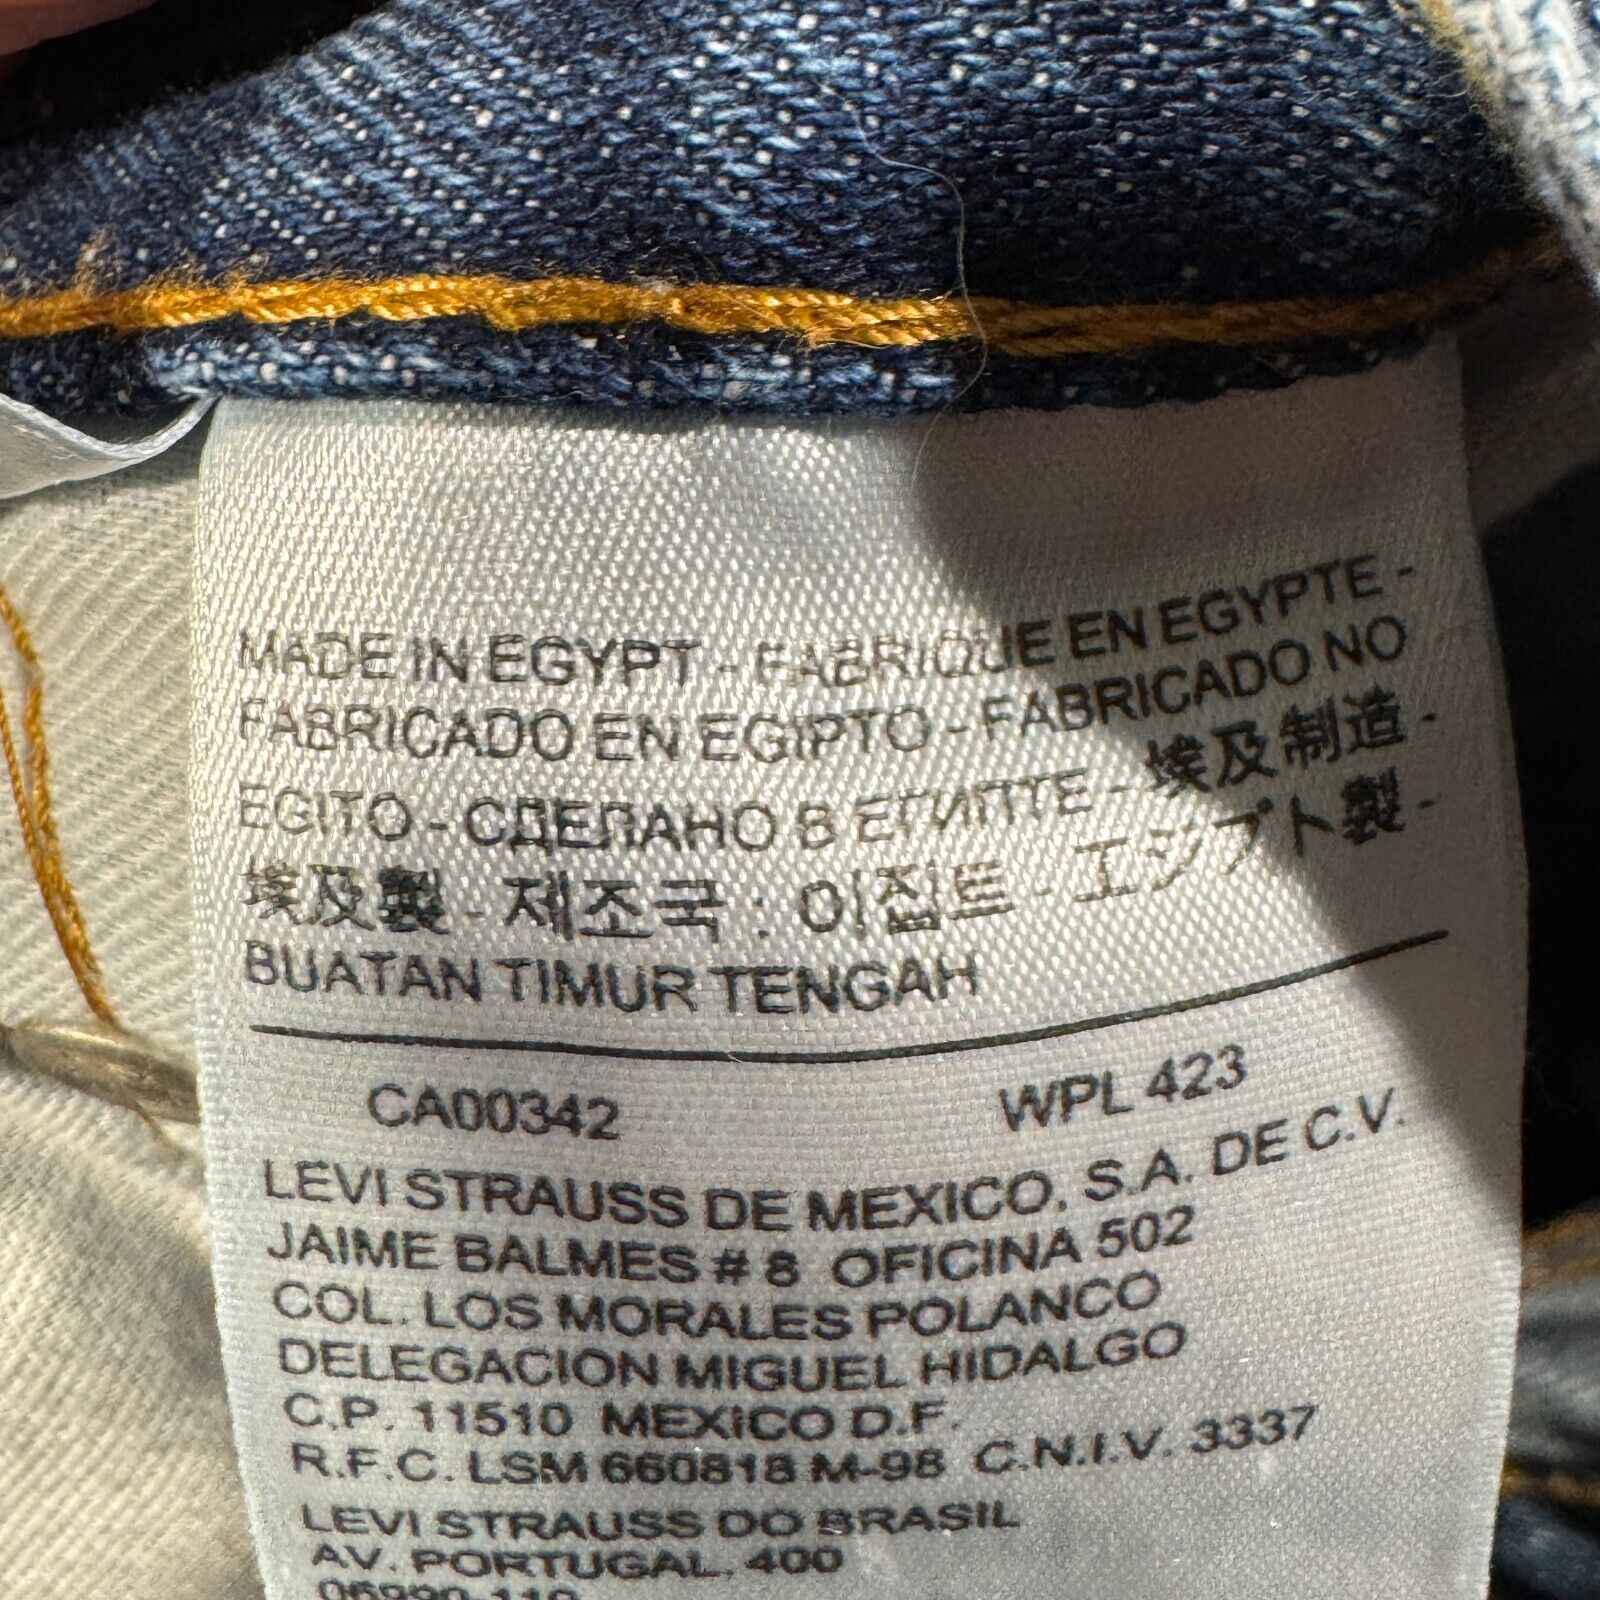 MADE IN EGYPT - FABRIQUE EN EGYPTE -
FABRICADO EN EGIPTO - FABRICADO NO
EGITO - СДЕЛАНО В ЕГИПТЕ - 埃及制造 -
埃及製 - 제조국 : 이집트 - エジプト製 -
BUATAN TIMUR TENGAH
CA00342 WPL 423
LEVI STRAUSS DE MEXICO, S.A. DE C.V.
JAIME BALMES # 8 OFICINA 502
COL. LOS MORALES POLANCO
DELEGACION MIGUEL HIDALGO
C.P. 11510 MEXICO D.F.
R.F.C. LSM 660818 M-98 C.N.I.V. 3337
LEVI STRAUSS DO BRASIL
AV. PORTUGAL, 400